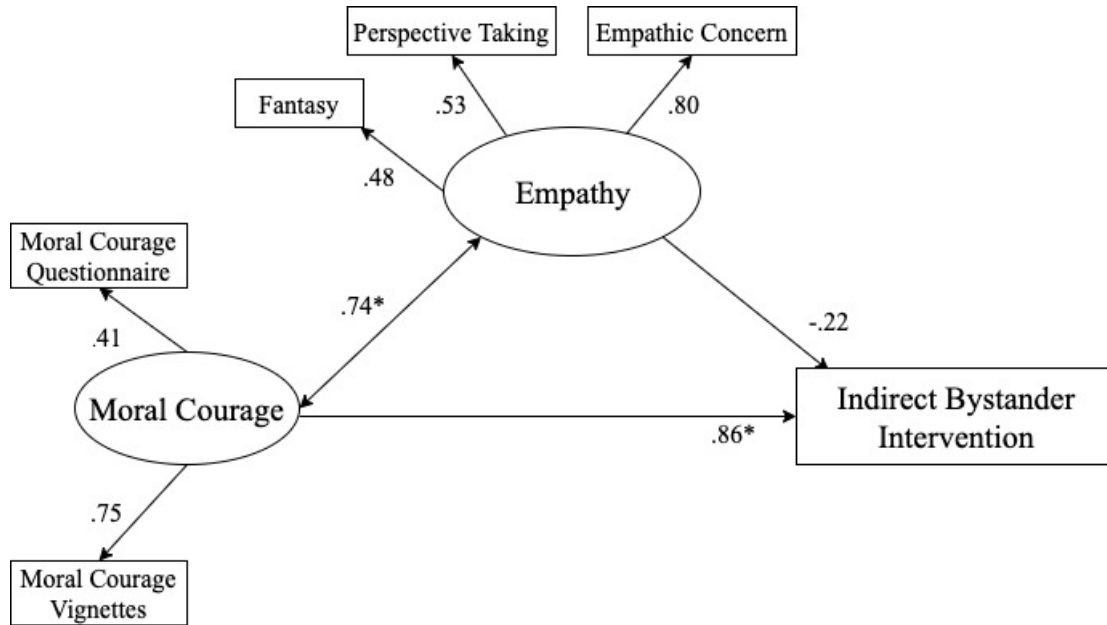 Perspective Taking
Empathic Concern
.53
.80
Fantasy
.48
Empathy
Moral Courage
Questionnaire
.74*
.41
-.22
Moral Courage
.86*
Indirect Bystander
Intervention
.75
Moral Courage
Vignettes